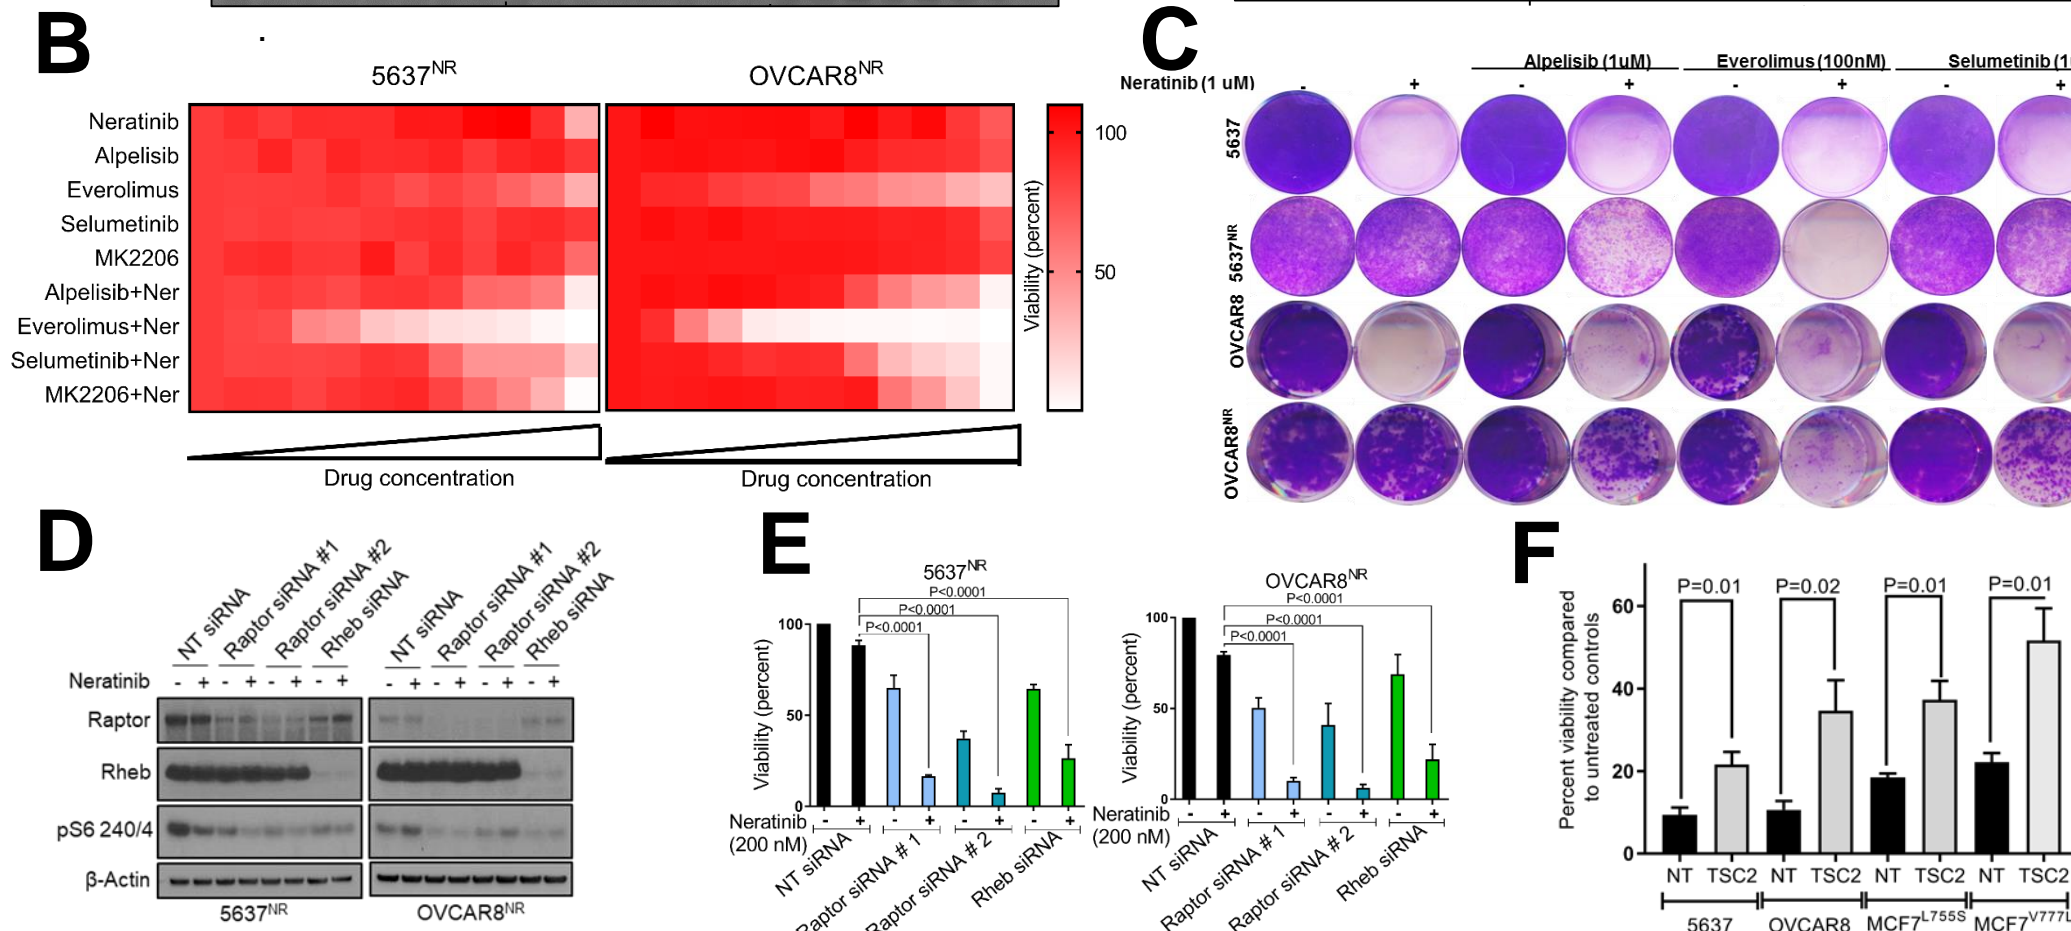 B
5637NR
OVCAR8NR
Neratinib
Alpelisib
Everolimus
Selumetinib
MK2206
Alpelisib+Ner
Everolimus+Ner
Selumetinib+Ner
MK2206+Ner
Drug concentration
Drug concentration
100
50
Viability (percent)
C
Alpelisib (1uM)
Everolimus (100nM)
Selumetinib (1
Neratinib (1 uM)
- + - + - + - +
5637
5637NR
OVCAR8
OVCAR8NR
D
NT siRNA
Raptor siRNA #1
Raptor siRNA #2
Rheb siRNA
NT siRNA
Raptor siRNA #1
Raptor siRNA #2
Rheb siRNA
Neratinib - + - + - + - + - + - + - + - +
Raptor
Rheb
pS6 240/4
β-Actin
5637NR
OVCAR8NR
E
5637NR
P<0.0001
P<0.0001
P<0.0001
100
50
0
Viability (percent)
Neratinib - + - + - + - +
(200 nM)
NT siRNA
Raptor siRNA # 1
Raptor siRNA # 2
Rheb siRNA
OVCAR8NR
P<0.0001
P<0.0001
P<0.0001
100
50
0
Viability (percent)
Neratinib - + - + - + - +
(200 nM)
NT siRNA
Raptor siRNA # 1
Raptor siRNA # 2
Rheb siRNA
F
P=0.01
P=0.02
P=0.01
P=0.01
60
40
20
0
Percent viability compared
to untreated controls
NT TSC2 NT TSC2 NT TSC2 NT TSC2
5637
OVCAR8
MCF7L755S
MCF7V777L